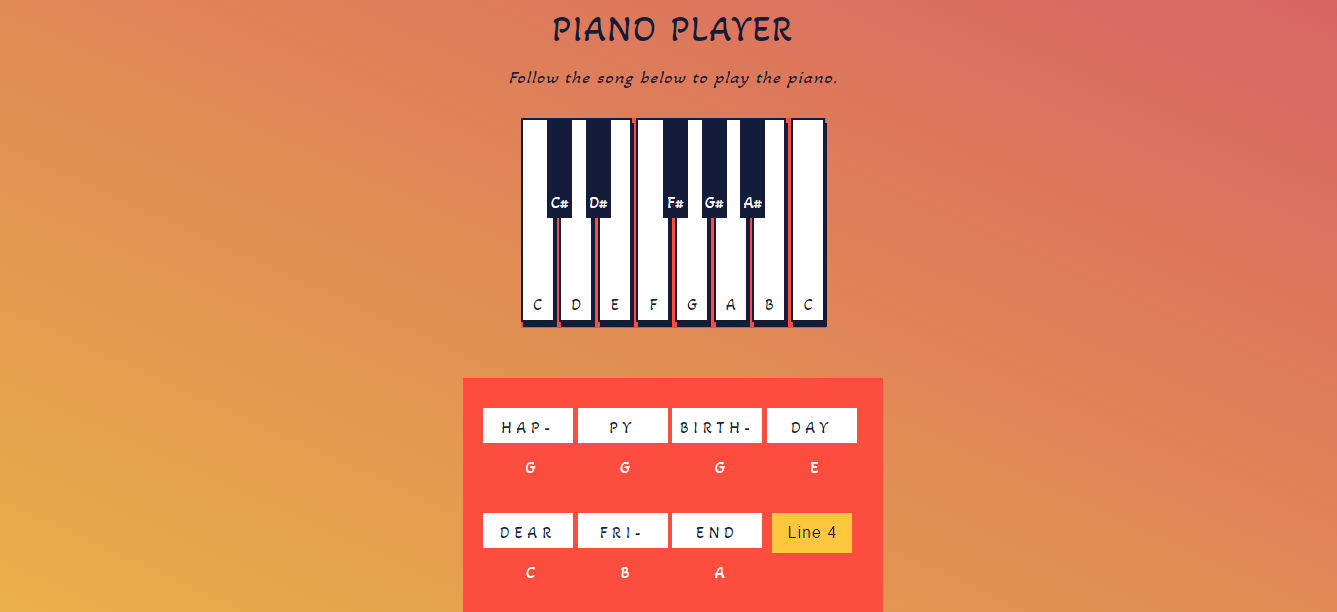 PIANO PLAYER
Follow the song below to play the piano.
C# D# F# G# A#
C D E F G A B C
HAP- PY BIRTH- DAY
G G G E
DEAR FRI- END Line 4
C B A